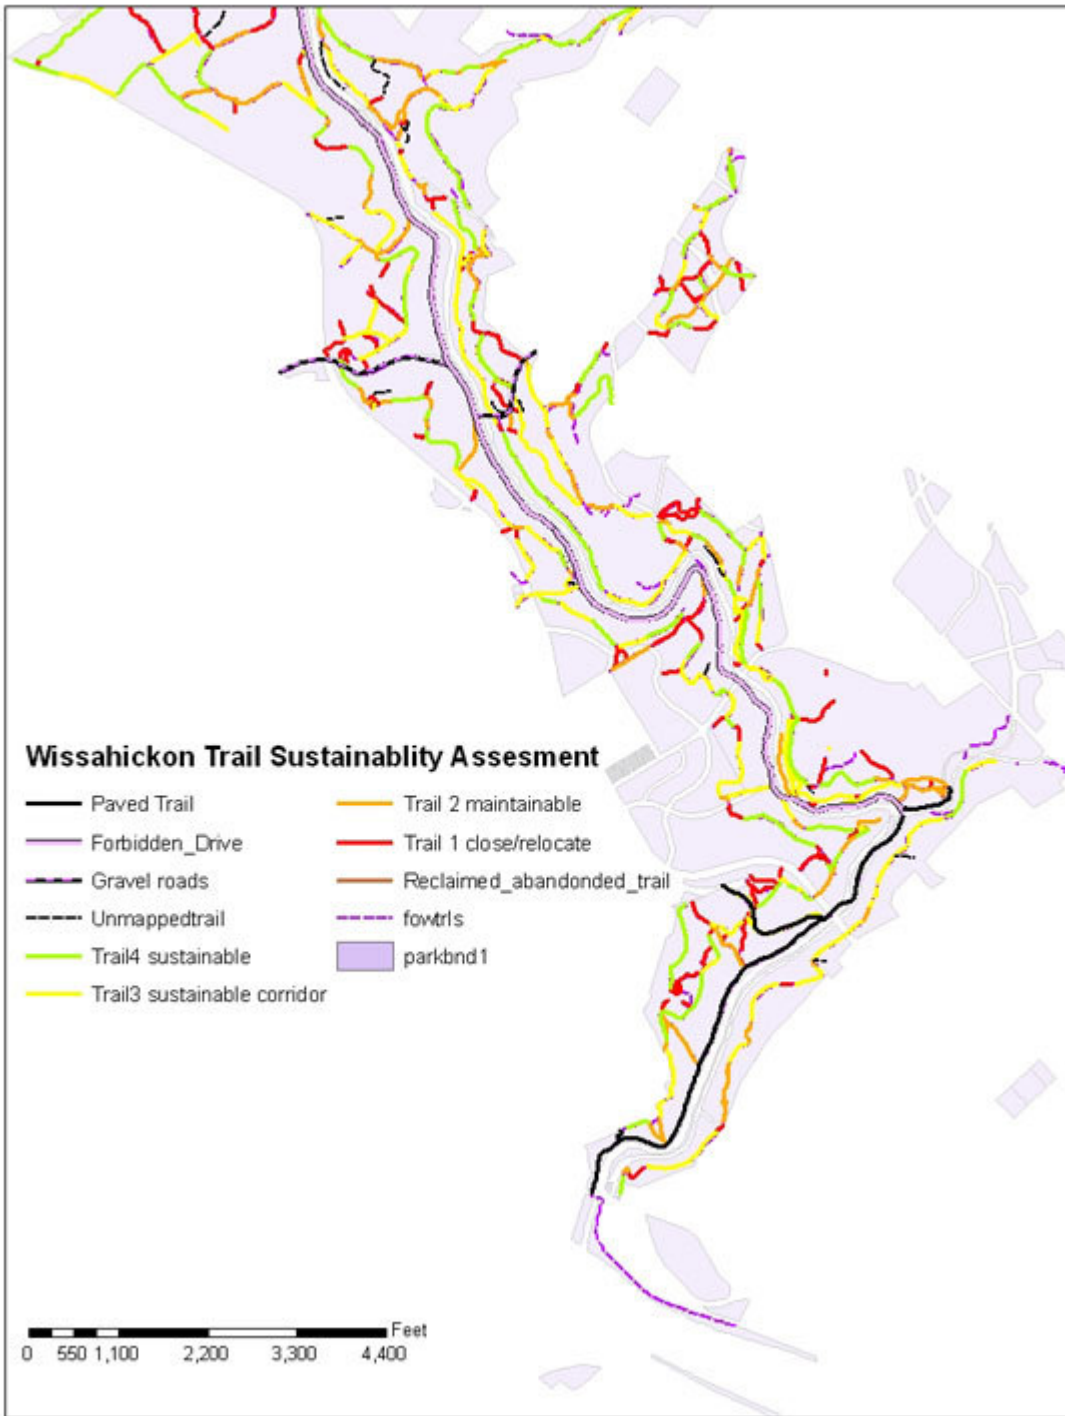 Wissahickon Trail Sustainablity Assesment
Paved Trail
Forbidden_Drive
Gravel roads
Unmappedtrail
Trail4 sustainable
Trail3 sustainable corridor
Trail 2 maintainable
Trail 1 close/relocate
Reclaimed_abandonded_trail
fowtrls
parkbnd1
Feet
0 550 1,100 2,200 3,300 4,400